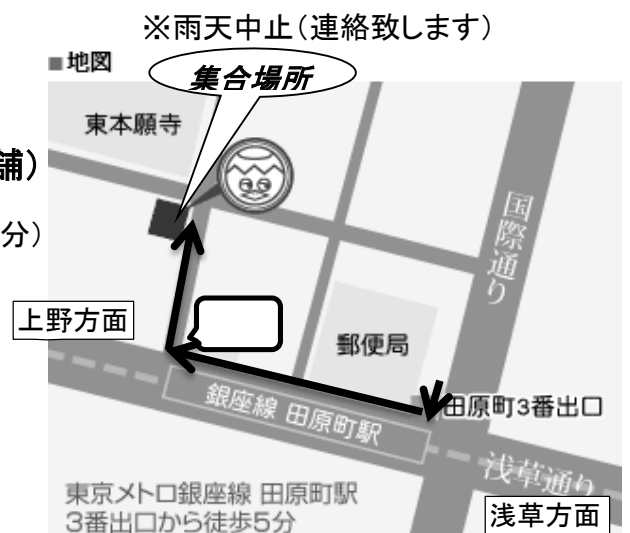 ※雨天中止（連絡致します）
■地図
集合場所
東本願寺
舗）
分）
国際通り
上野方面
郵便局
田原町3番出口
銀座線 田原町駅
浅草通り
東京メトロ銀座線 田原町駅
3番出口から徒歩5分
浅草方面